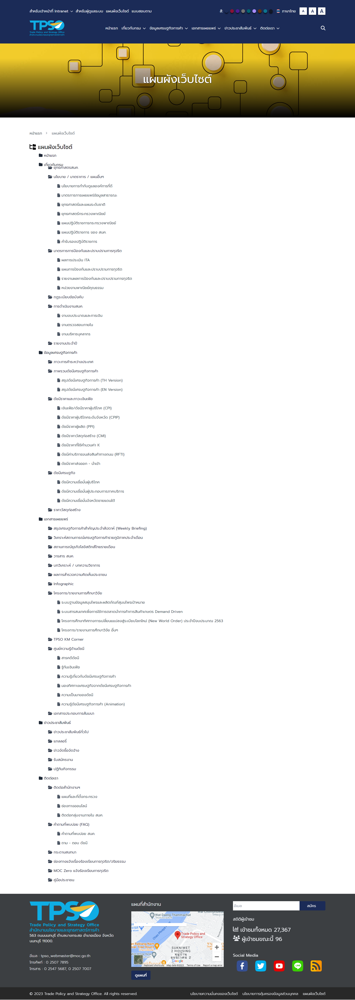 สำหรับเจ้าหน้าที่ Intranet สำหรับผู้ดูแลระบบ แผนผังเว็บไซต์ แบบสอบถาม สี: ภาษาไทย A A A
TPSO
Trade Policy and Strategy Office
สำนักงานนโยบายและยุทธศาสตร์การค้า
หน้าแรก เกี่ยวกับกรม ข้อมูลเศรษฐกิจการค้า เอกสารเผยแพร่ ข่าวประชาสัมพันธ์ ติดต่อเรา
แผนผังเว็บไซต์
หน้าแรก > แผนผังเว็บไซต์
แผนผังเว็บไซต์
หน้าแรก
เกี่ยวกับกรม
ยุทธศาสตร์สนค.
นโยบาย / มาตราการ / แผนอื่นๆ
นโยบายการกำกับดูแลองค์การที่ดี
มาตรการการเผยแพร่ข้อมูลสาธารณะ
ยุทธศาสตร์และแผนระดับชาติ
ยุทธศาสตร์กระทรวงพาณิชย์
แผนปฏิบัติราชการกระทรวงพาณิชย์
แผนปฏิบัติราชการ ของ สนค.
คำรับรองปฎิบัติราชการ
มาตรการการป้องกันและปราบปรามการทุจริต
ผลการประเมิน ITA
แผนการป้องกันและปราบปรามการทุจริต
รายงานผลการป้องกันและปราบปรามการทุจริต
หน่วยงานพาณิชย์คุณธรรม
กฎระเบียบข้อบังคับ
การดำเนินงานสนค.
งานงบประมาณและการเงิน
งานตรวจสอบภายใน
งานบริหารบุคลากร
รายงานประจำปี
ข้อมูลเศรษฐกิจการค้า
ภาวะการค้าระหว่างประเทศ
ภาพรวมดัชนีเศรษฐกิจการค้า
สรุปดัชนีเศรษฐกิจการค้า (TH Version)
สรุปดัชนีเศรษฐกิจการค้า (EN Version)
ดัชนีราคาและภาวะเงินเฟ้อ
เงินเฟ้อ/ดัชนีราคาผู้บริโภค (CPI)
ดัชนีราคาผู้บริโภคระดับจังหวัด (CPIP)
ดัชนีราคาผู้ผลิต (PPI)
ดัชนีราคาวัสดุก่อสร้าง (CMI)
ดัชนีราคาที่ใช้คำนวนค่า K
ดัชนีค่าบริการขนส่งสินค้าทางถนน (RFTI)
ดัชนีราคาส่งออก - นำเข้า
ดัชนีเศรษฐกิจ
ดัชนีความเชื่อมั่นผู้บริโภค
ดัชนีความเชื่อมั่นผู้ประกอบการภาคบริการ
ดัชนีความเชื่อมั่นจังหวัดชายแดนใต้
ราคาวัสดุก่อสร้าง
เอกสารเผยแพร่
สรุปเศรษฐกิจการค้าสำคัญประจำสัปดาห์ (Weekly Briefing)
วิเคราะห์สถานการณ์เศรษฐกิจการค้ารายภูมิภาคประจำเดือน
สถานการณ์ธุรกิจโลจิสติกส์ไทยรายเดือน
วารสาร สนค.
บทวิเคราะห์ / บทความวิชาการ
ผลการสำรวจความคิดเห็นประชาชน
Infographic
โครงการ/รายงานการศึกษาวิจัย
ระบบฐานข้อมูลสมุนไพรและผลิตภัณฑ์สุมนไพรเป้าหมาย
ระบบสารสนเทศเพื่อการใช้การตลาดนำการค้าการสินค้าเกษตร Demand Driven
โครงการศึกษาทิศทางการเปลี่ยนแแปลงสู่ระเบียบโลกใหม่ (New World Order) ประจำปีงบประมาณ 2563
โครงการ/รายงานการศึกษาวิจัย อื่นๆ
TPSO KM Corner
ศูนย์ความรู้ด้านดัชนี
สารคดีดัชนี
รู้ทันเงินเฟ้อ
ความรู้เกี่ยวกับดัชนีเศรษฐกิจการค้า
มองทิศทางเศรษฐกิจจากดัชนีเศรษฐกิจการค้า
ความเป็นมาของดัชนี
ความรู้ดัชนีเศรษฐกิจการค้า (Animation)
เอกสารประกอบการสัมมนา
ข่าวประชาสัมพันธ์
ข่าวประชาสัมพันธ์ทั่วไป
แกลลอรี่
ข่าวจัดซื้อจัดจ้าง
รับสมัครงาน
ปฏิทินกิจกรรม
ติดต่อเรา
ติดต่อสำนักงานฯ
แผนที่และที่ตั้งกระทรวง
ช่องทางออนไลน์
ติดต่อกลุ่มงานภายใน สนค.
คำถามที่พบบ่อย (FAQ)
คำถามที่พบบ่อย สนค.
ถาม - ตอบ ดัชนี
กระดานสนทนา
ช่องทางแจ้งเรื่องร้องเรียนการทุจริต/จริยธรรม
MOC Zero แจ้งร้องเรียนการทุจริต
คู่มือประชาชน
TPSO
Trade Policy and Strategy Office
สำนักงานนโยบายและยุทธศาสตร์การค้า
563 ถนนนนทบุรี ตำบลบางกระสอ อำเภอเมือง จังหวัด
นนทบุรี 11000.
อีเมล : tpso_webmaster@moc.go.th
โทรศัพท์ : 0 2507 7895
โทรสาร : 0 2547 5687, 0 2507 7007
แผนที่สำนักงาน
Wat Daeng Thammachat
วัดแดงธรรมชาติ
Wat Chomphuwek
Chao Phraya River
Trade Policy and
Strategy Office
SUKNIWET
2 HOUSING
หมู่บ้าน
สุขนิเวศน์ 2
Google
Keyboard shortcuts Map data ©2023 Terms of Use Report a map error
ดูแผนที่
อีเมล สมัคร
สถิติผู้เข้าชม
เข้าชมทั้งหมด 27,367
ผู้เข้าชมขณะนี้ 96
Social Media
© 2023 Trade Policy and Strategy Office. All rights reserved. นโยบายความมั่นคงของเว็บไซต์ นโยบายการคุ้มครองข้อมูลส่วนบุคคล แผนผังเว็บไซต์